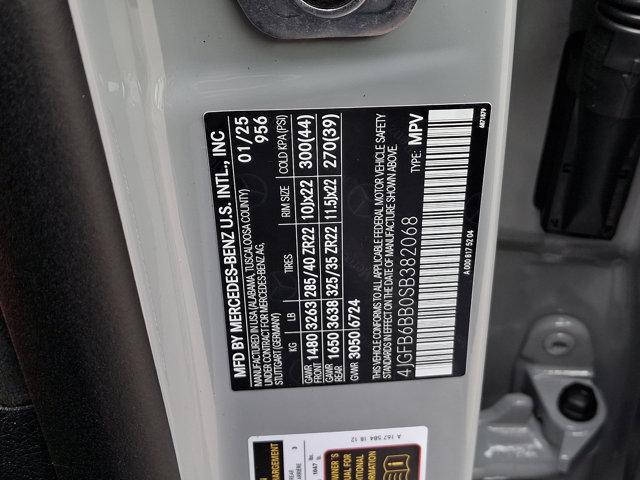 MFD BY MERCEDES-BENZ U.S. INTL., INC
IN USA (ALABAMA, TUSCALOOSA COUNTY) 01/25
UNDER CONTRACT FOR MERCEDES-BENZ AG, 956
STUTTGART (GERMANY)
KG LB TIRES RIM SIZE COLD KPA (PSI)
GAWR FRONT 1480 3263 285/40 ZR22 10Jx22 300(44)
GAWR REAR 1650 3638 325/35 ZR22 11.5Jx22 270(39)
GVWR 3050 6724
THIS VEHICLE CONFORMS TO ALL APPLICABLE FEDERAL MOTOR VEHICLE SAFETY
STANDARDS IN EFFECT ON THE DATE OF MANUFACTURE SHOWN ABOVE.
4JGFB6BB0SB382068 TYPE: MPV
A 000 817 52 04
A 167 584 18 12